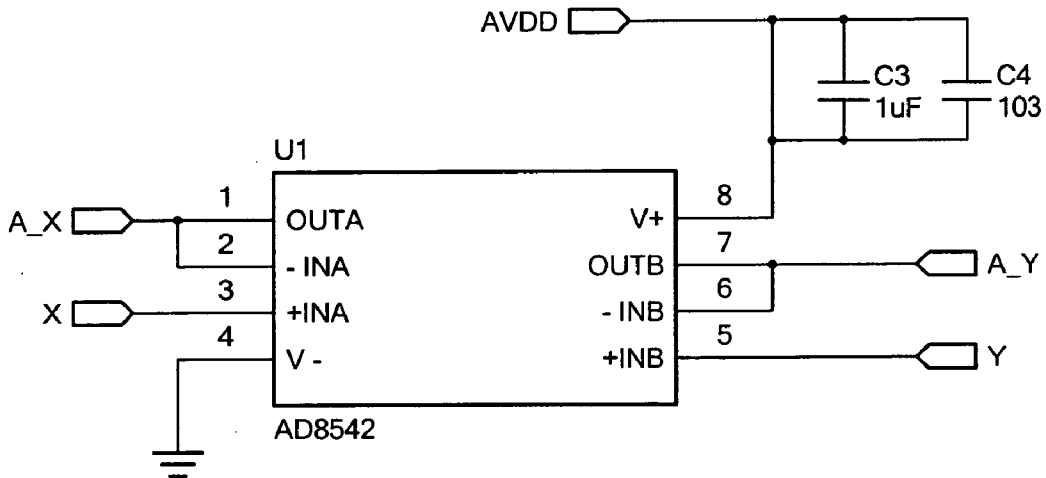 AVDD
C3
1uF
C4
103
U1
A_X
1
OUTA
2
- INA
X
3
+INA
4
V -
8
V+
7
OUTB
A_Y
6
- INB
5
+INB
Y
AD8542